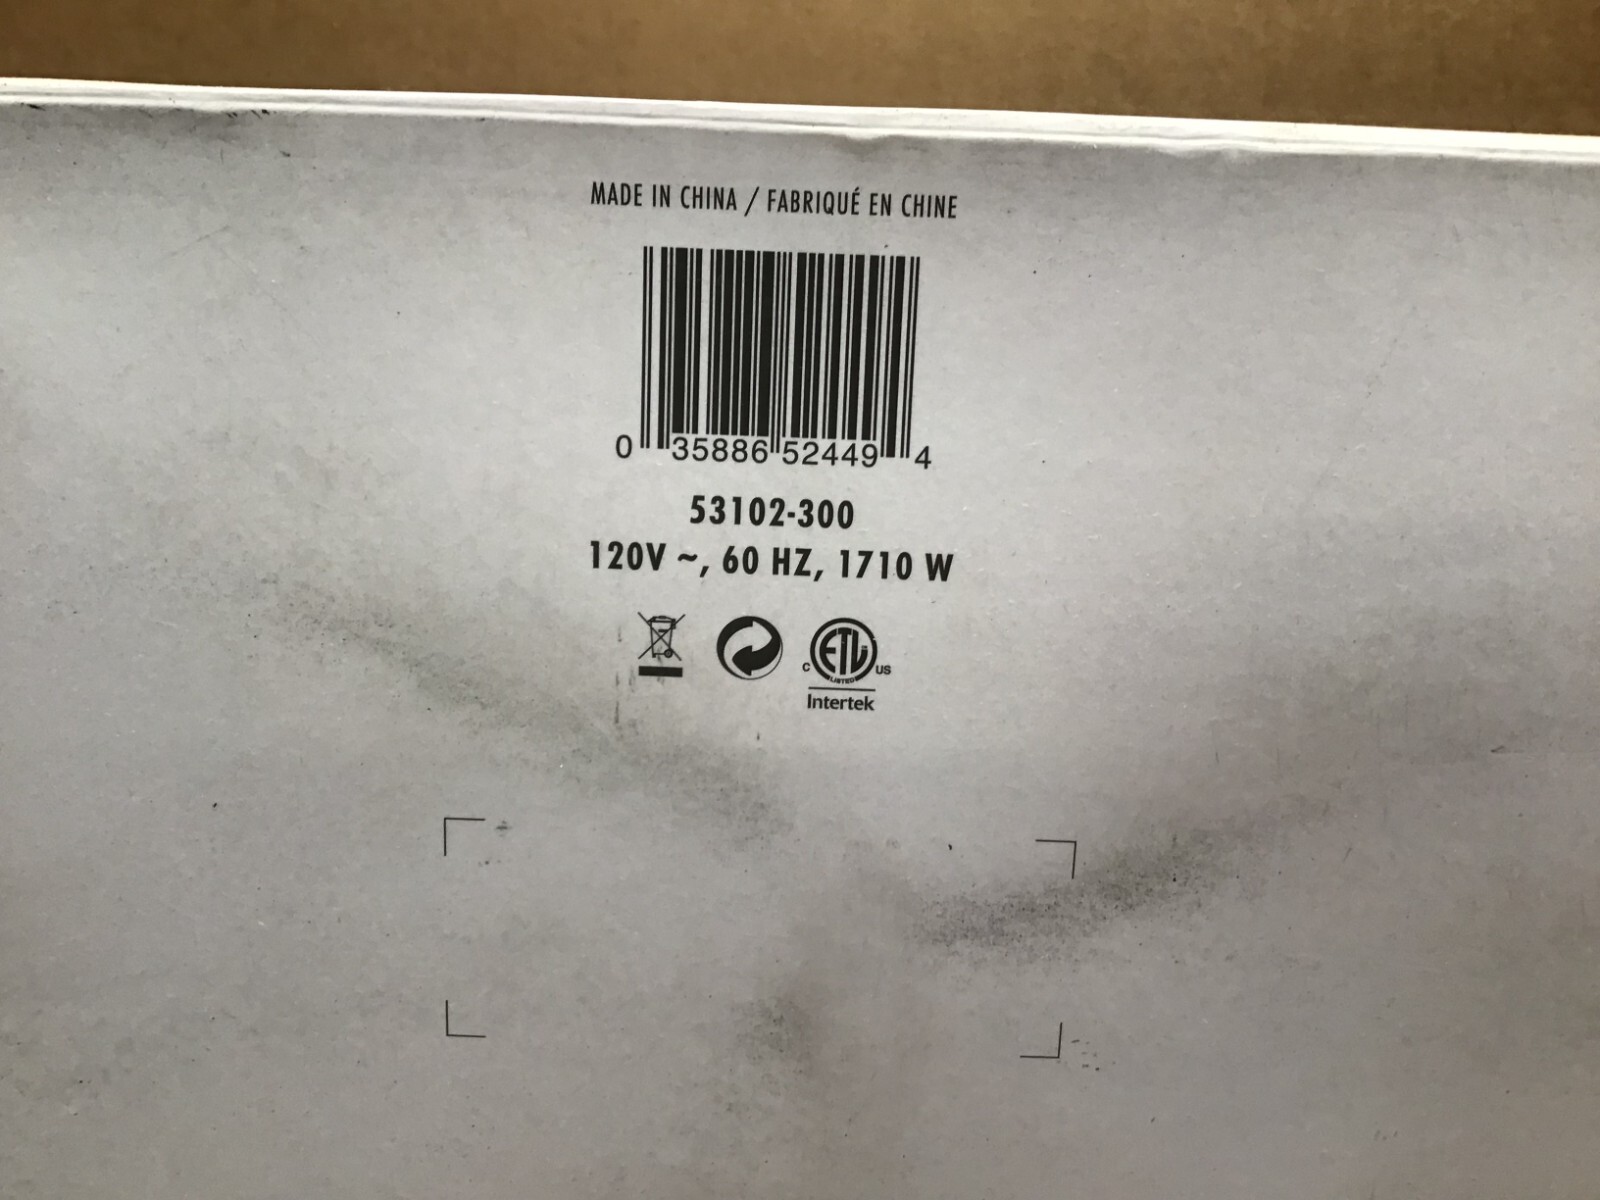 MADE IN CHINA / FABRIQUÉ EN CHINE
0 35886 52449 4
53102-300
120V ~, 60 HZ, 1710 W
C ETL US
LISTED
Intertek